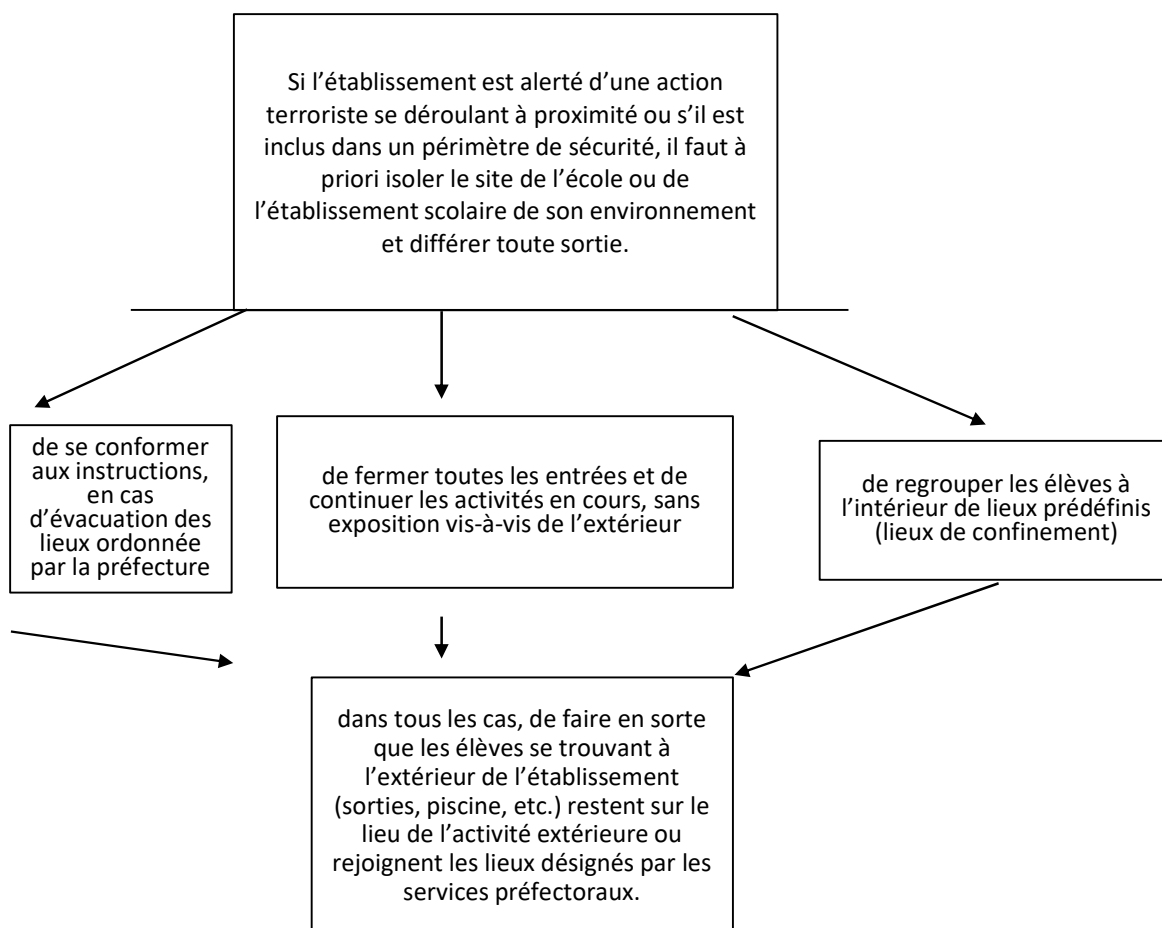 Si l’établissement est alerté d’une action
terroriste se déroulant à proximité ou s’il est
inclus dans un périmètre de sécurité, il faut à
priori isoler le site de l’école ou de
l’établissement scolaire de son environnement
et différer toute sortie.
de se conformer
aux instructions,
en cas
d’évacuation des
lieux ordonnée
par la préfecture
de fermer toutes les entrées et de
continuer les activités en cours, sans
exposition vis-à-vis de l’extérieur
de regrouper les élèves à
l’intérieur de lieux prédéfinis
(lieux de confinement)
dans tous les cas, de faire en sorte
que les élèves se trouvant à
l’extérieur de l’établissement
(sorties, piscine, etc.) restent sur le
lieu de l’activité extérieure ou
rejoignent les lieux désignés par les
services préfectoraux.